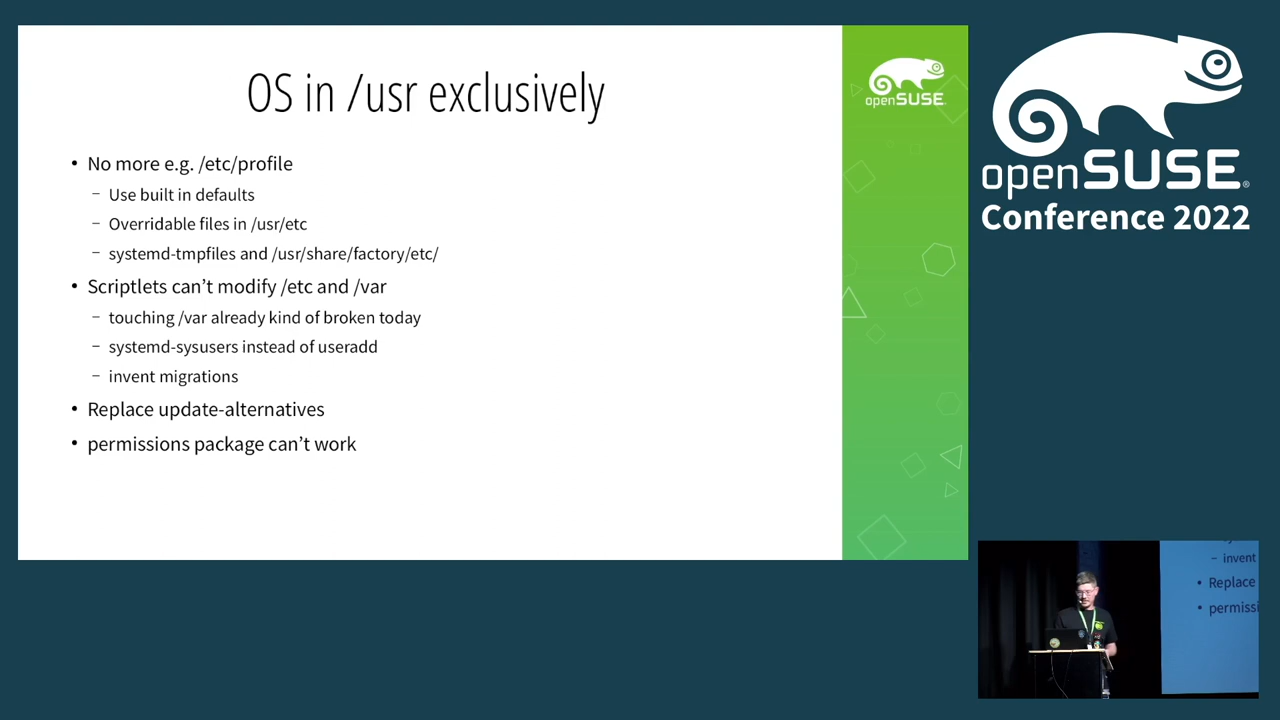 OS in /usr exclusively
• No more e.g. /etc/profile
– Use built in defaults
– Overridable files in /usr/etc
– systemd-tmpfiles and /usr/share/factory/etc/
• Scriptlets can’t modify /etc and /var
– touching /var already kind of broken today
– systemd-sysusers instead of useradd
– invent migrations
• Replace update-alternatives
• permissions package can’t work
openSUSE
openSUSE®
Conference 2022
– invent
• Replace
• permissi